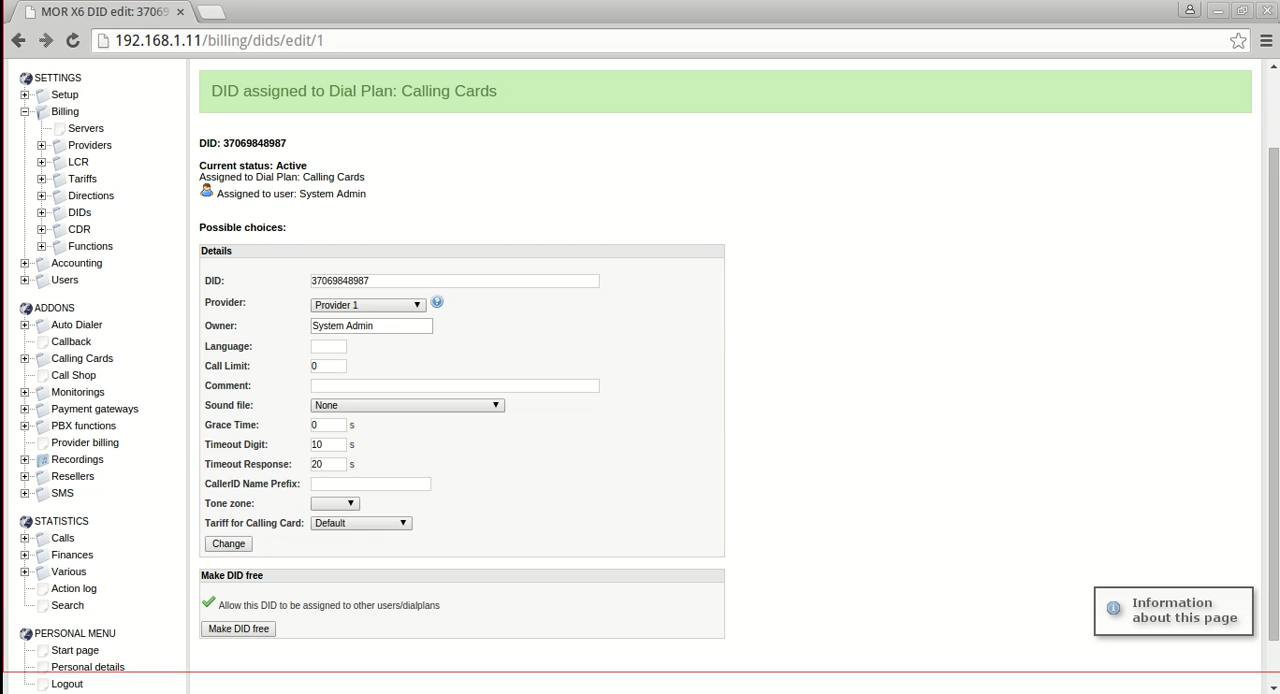 MOR X6 DID edit: 37069
192.168.1.11/billing/dids/edit/1
SETTINGS
Setup
Billing
Servers
Providers
LCR
Tariffs
Directions
DIDs
CDR
Functions
Accounting
Users
ADDONS
Auto Dialer
Callback
Calling Cards
Call Shop
Monitorings
Payment gateways
PBX functions
Provider billing
Recordings
Resellers
SMS
STATISTICS
Calls
Finances
Various
Action log
Search
PERSONAL MENU
Start page
Personal details
Logout
DID assigned to Dial Plan: Calling Cards
DID: 37069848987
Current status: Active
Assigned to Dial Plan: Calling Cards
Assigned to user: System Admin
Possible choices:
Details
DID: 37069848987
Provider: Provider 1
Owner: System Admin
Language:
Call Limit: 0
Comment:
Sound file: None
Grace Time: 0 s
Timeout Digit: 10 s
Timeout Response: 20 s
CallerID Name Prefix:
Tone zone:
Tariff for Calling Card: Default
Change
Make DID free
Allow this DID to be assigned to other users/dialplans
Make DID free
Information
about this page